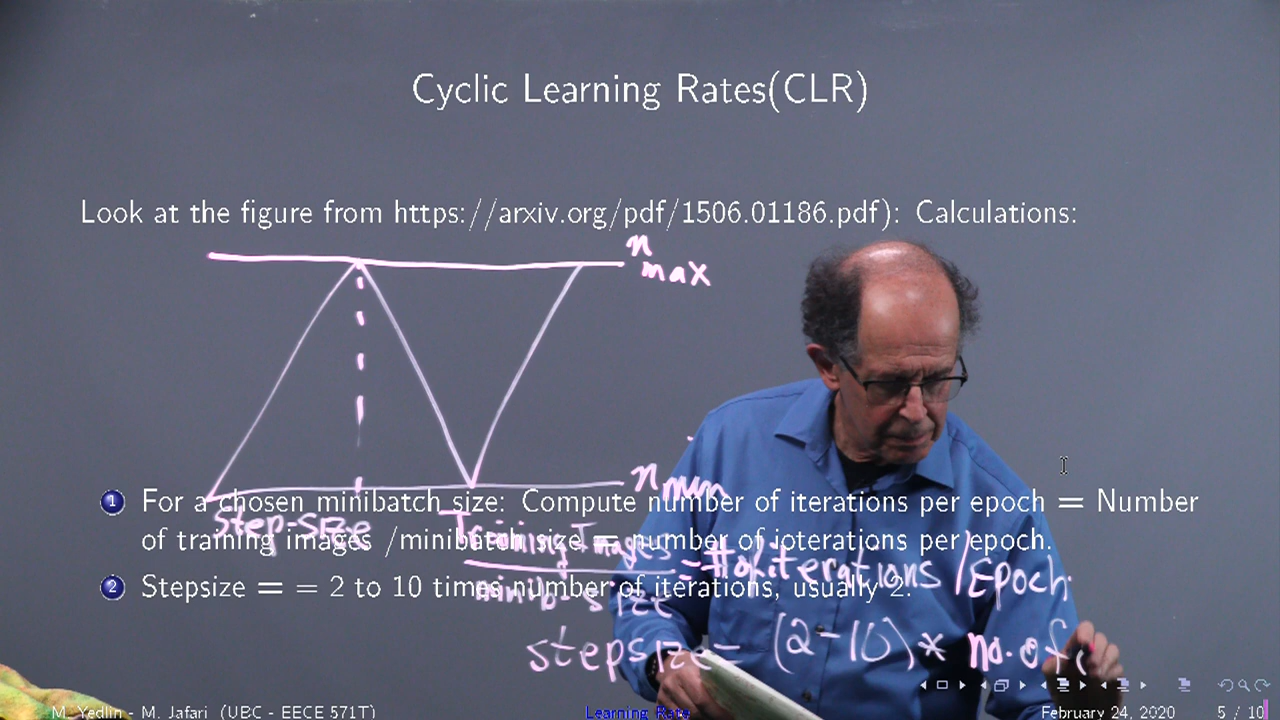 Cyclic Learning Rates(CLR)
Look at the figure from https://arxiv.org/pdf/1506.01186.pdf): Calculations:
n max
n min
1 For a chosen minibatch size: Compute number of iterations per epoch = Number
of training images /minibatch size = number of ioterations per epoch.
step-size
Training Images
minib-size
= # of iterations / Epoch
2 Stepsize = = 2 to 10 times number of iterations, usually 2.
stepsize = (2-10)* no. of
M. Yedlin - M. Jafari (UBC - EECE 571T) Learning Rate February 24, 2020 5 / 10